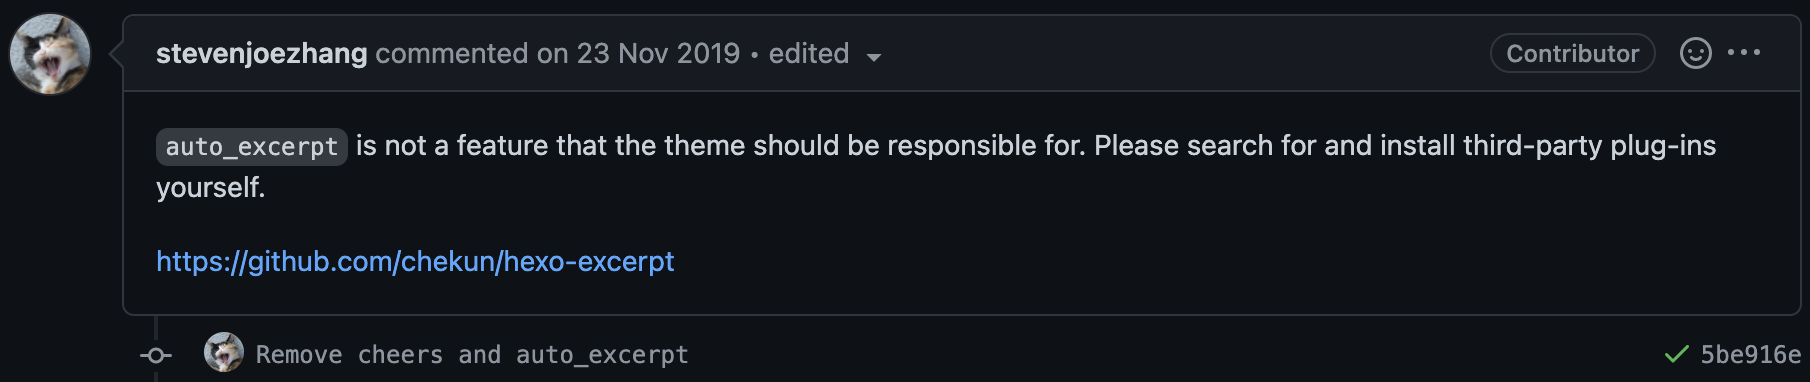 stevenjoezhang commented on 23 Nov 2019 • edited
Contributor
auto_excerpt is not a feature that the theme should be responsible for. Please search for and install third-party plug-ins
yourself.
https://github.com/chekun/hexo-excerpt
Remove cheers and auto_excerpt
5be916e